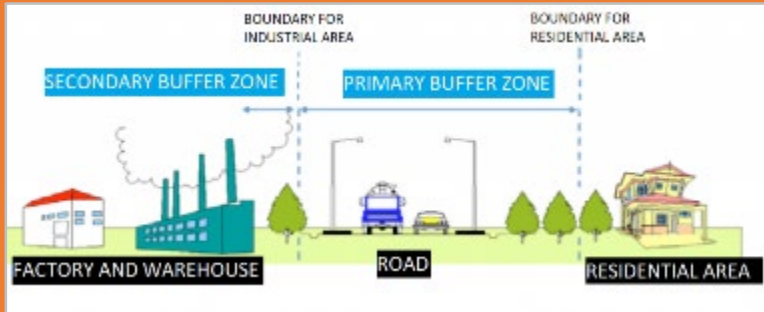 BOUNDARY FOR
INDUSTRIAL AREA
BOUNDARY FOR
RESIDENTIAL AREA
SECONDARY BUFFER ZONE
PRIMARY BUFFER ZONE
FACTORY AND WAREHOUSE
ROAD
RESIDENTIAL AREA